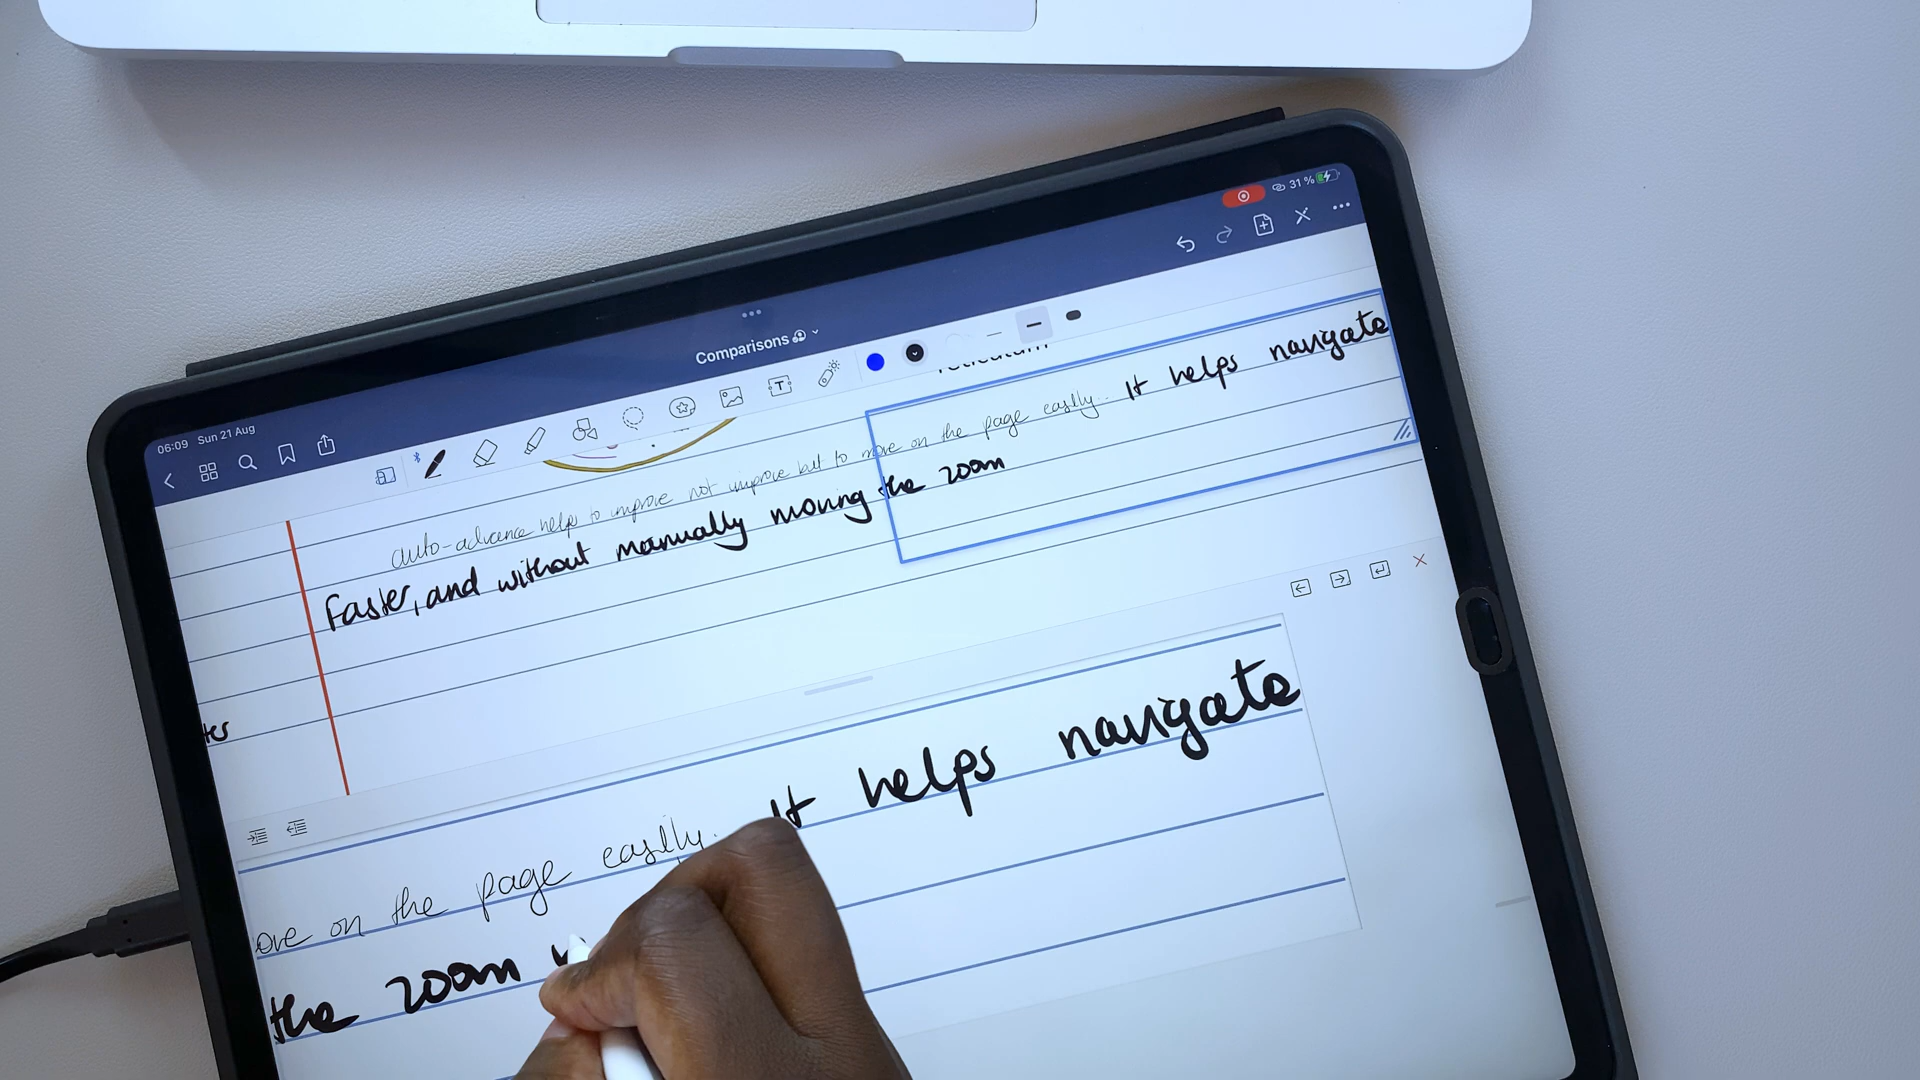 06:09 Sun 21 Aug
31 %
Comparisons
T
auto-advance helps to improve not improve but to move on the page easily.. It helps navigate
faster, and without manually moving the zoom
ove on the page easily. It helps navigate
the zoom